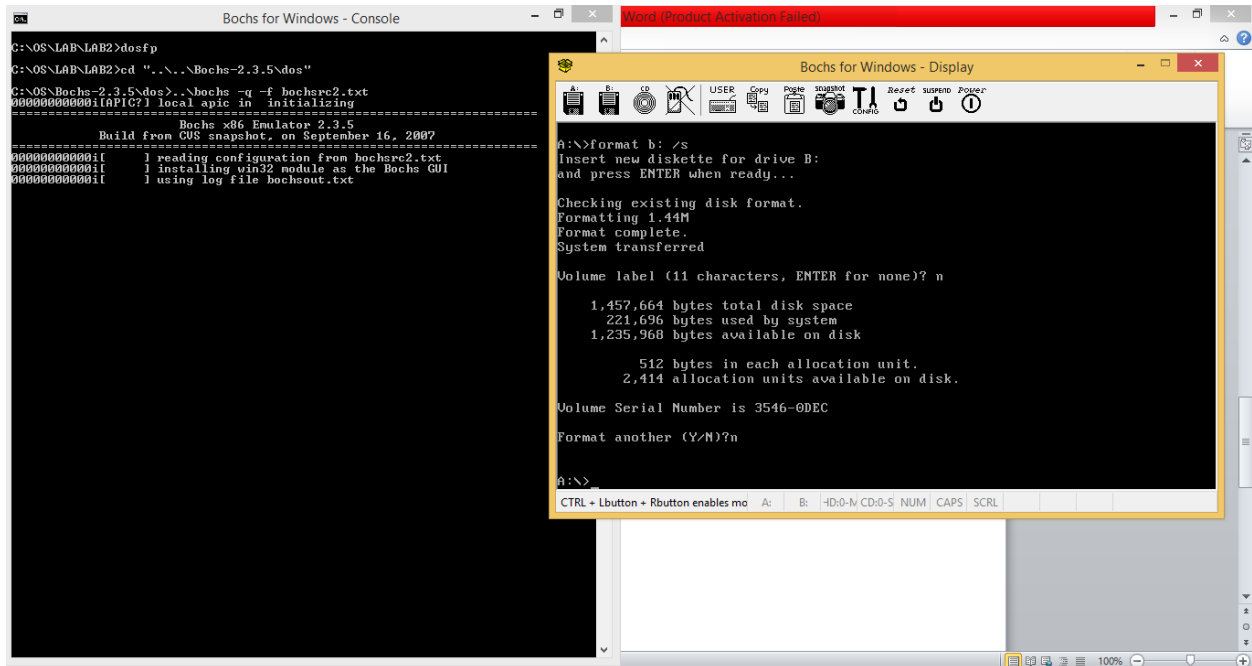 Bochs for Windows - Console
C:\OS\LAB\LAB2>dosfp
C:\OS\LAB\LAB2>cd "..\..\Bochs-2.3.5\dos"
C:\OS\Bochs-2.3.5\dos>..\bochs -q -f bochsrc2.txt
00000000000i[APIC?] local apic in  initializing
========================================================================
Bochs x86 Emulator 2.3.5
Build from CVS snapshot, on September 16, 2007
========================================================================
00000000000i[     ] reading configuration from bochsrc2.txt
00000000000i[     ] installing win32 module as the Bochs GUI
00000000000i[     ] using log file bochsout.txt
Word (Product Activation Failed)
Bochs for Windows - Display
A: B: CD USER Copy Paste snapshot CONFIG Reset SUSPEND Power
A:\>format b: /s
Insert new diskette for drive B:
and press ENTER when ready...
Checking existing disk format.
Formatting 1.44M
Format complete.
System transferred
Volume label (11 characters, ENTER for none)? n
1,457,664 bytes total disk space
221,696 bytes used by system
1,235,968 bytes available on disk
512 bytes in each allocation unit.
2,414 allocation units available on disk.
Volume Serial Number is 3546-0DEC
Format another (Y/N)?n
A:\>_
CTRL + Lbutton + Rbutton enables mo A: B: HD:0-M CD:0-S NUM CAPS SCRL
100%